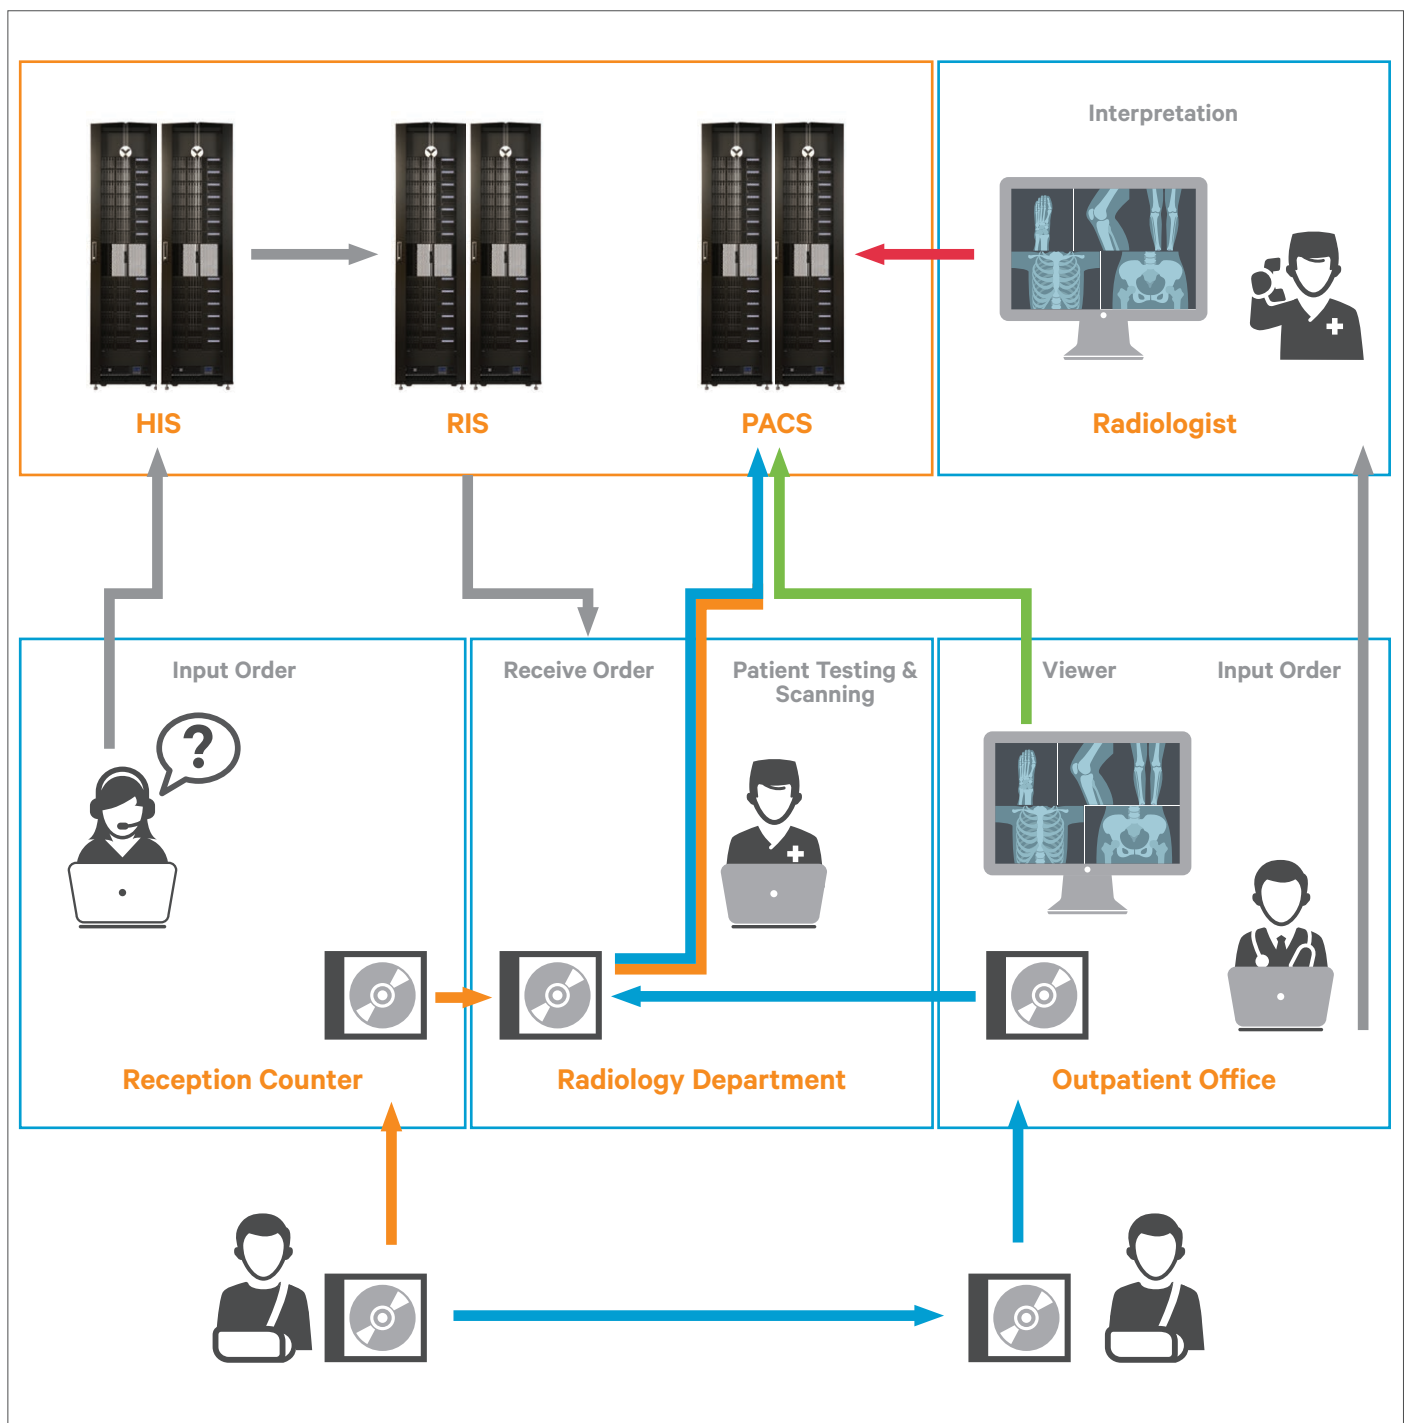 Interpretation
HIS
RIS
PACS
Radiologist
Input Order
Receive Order
Patient Testing &
Scanning
Viewer
Input Order
?
Reception Counter
Radiology Department
Outpatient Office